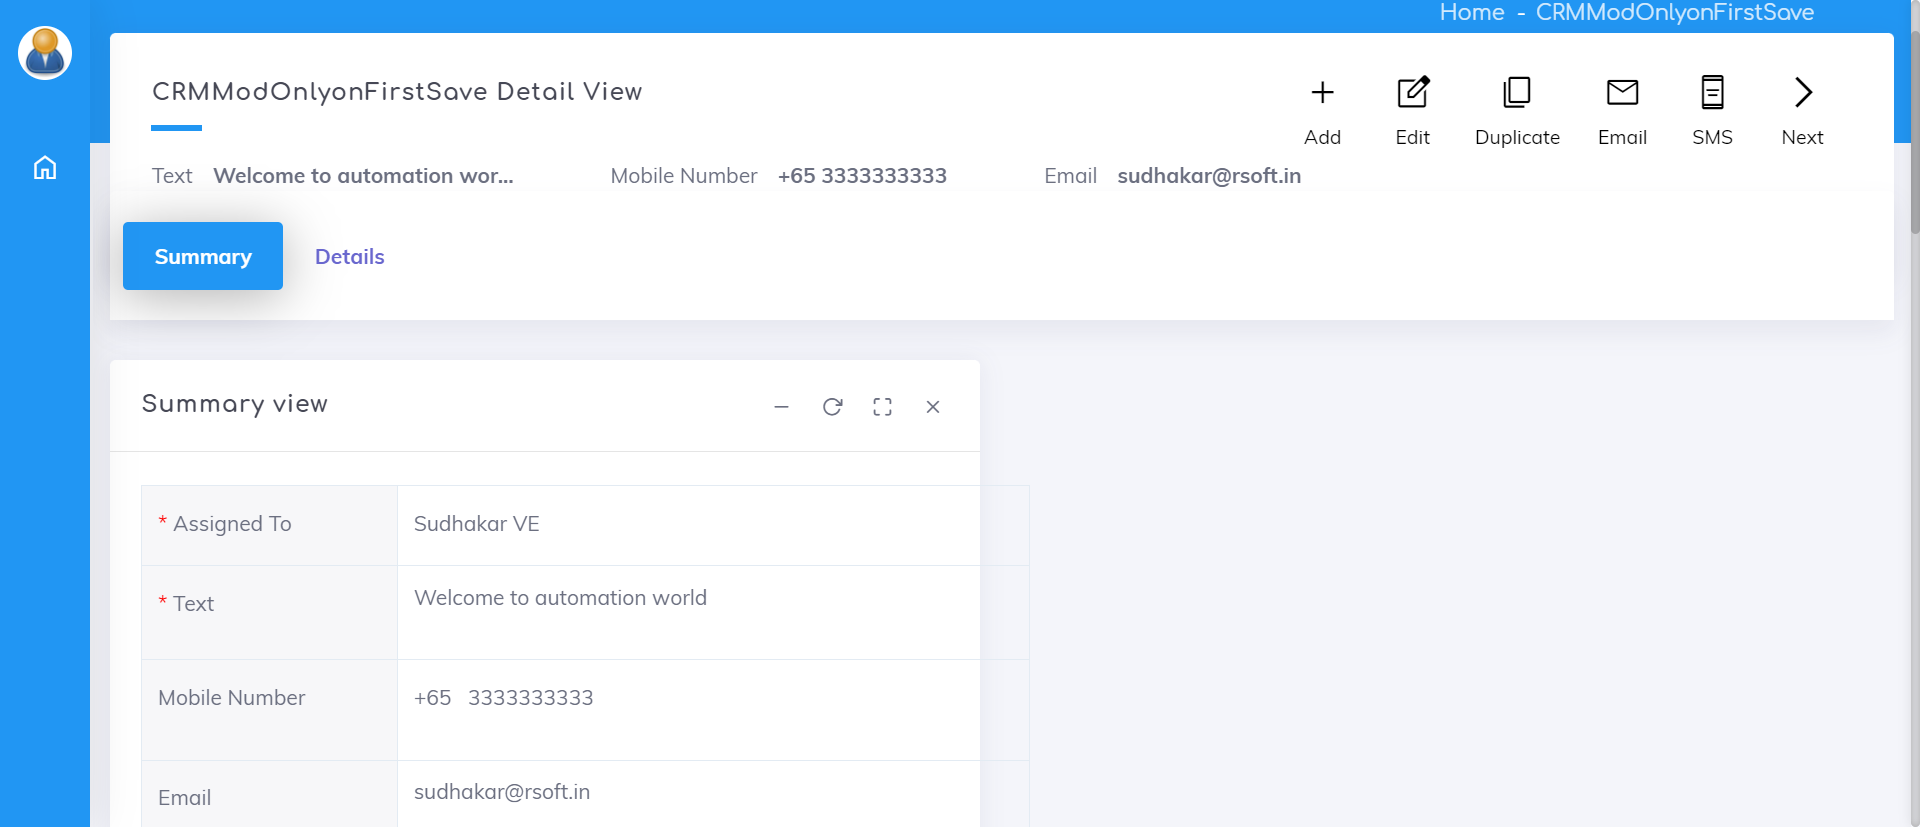 Home - CRMModOnlyonFirstSave
CRMModOnlyonFirstSave Detail View
Add Edit Duplicate Email SMS Next
Text Welcome to automation wor... Mobile Number +65 3333333333 Email sudhakar@rsoft.in
Summary Details
Summary view
* Assigned To Sudhakar VE
* Text Welcome to automation world
Mobile Number +65 3333333333
Email sudhakar@rsoft.in